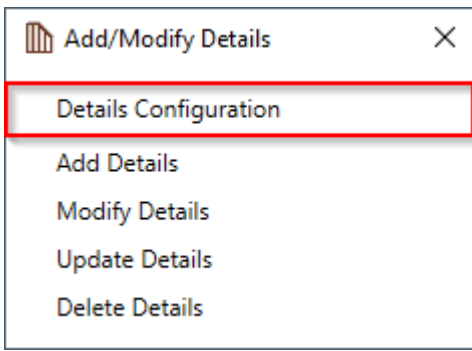 Add/Modify Details
Details Configuration
Add Details
Modify Details
Update Details
Delete Details